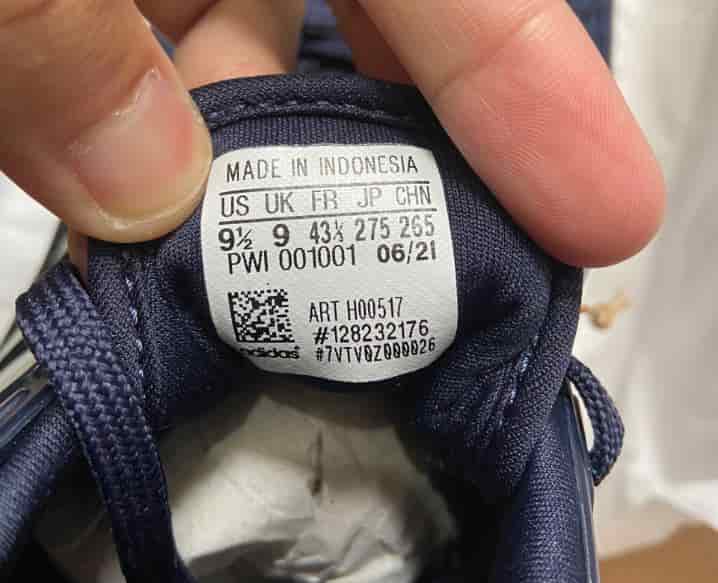 MADE IN INDONESIA
US UK FR JP CHN
9½ 9 43⅓ 275 265
PWI 001001 06/21
ART H00517
#128232176
adidas #7VTV0Z000026